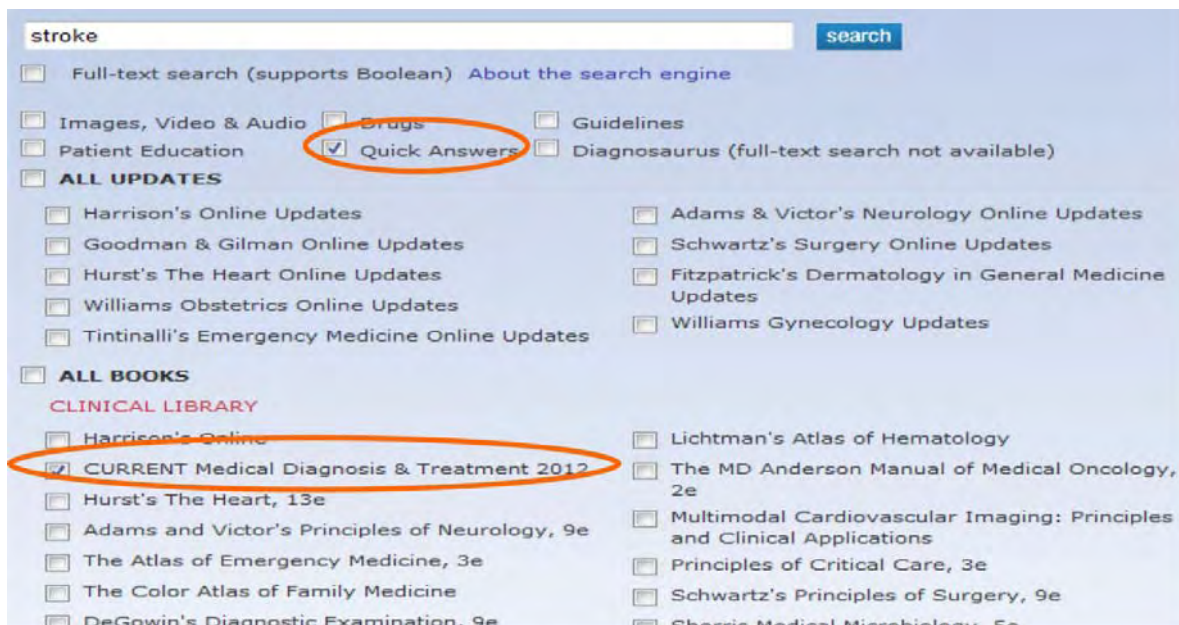 stroke search
Full-text search (supports Boolean) About the search engine
Images, Video & Audio Drugs Guidelines
Patient Education Quick Answers Diagnosaurus (full-text search not available)
ALL UPDATES
Harrison's Online Updates
Goodman & Gilman Online Updates
Hurst's The Heart Online Updates
Williams Obstetrics Online Updates
Tintinalli's Emergency Medicine Online Updates
Adams & Victor's Neurology Online Updates
Schwartz's Surgery Online Updates
Fitzpatrick's Dermatology in General Medicine
Updates
Williams Gynecology Updates
ALL BOOKS
CLINICAL LIBRARY
Harrison's Online
CURRENT Medical Diagnosis & Treatment 2012
Hurst's The Heart, 13e
Adams and Victor's Principles of Neurology, 9e
The Atlas of Emergency Medicine, 3e
The Color Atlas of Family Medicine
DeGowin's Diagnostic Examination, 9e
Lichtman's Atlas of Hematology
The MD Anderson Manual of Medical Oncology,
2e
Multimodal Cardiovascular Imaging: Principles
and Clinical Applications
Principles of Critical Care, 3e
Schwartz's Principles of Surgery, 9e
Sherris Medical Microbiology, 5e